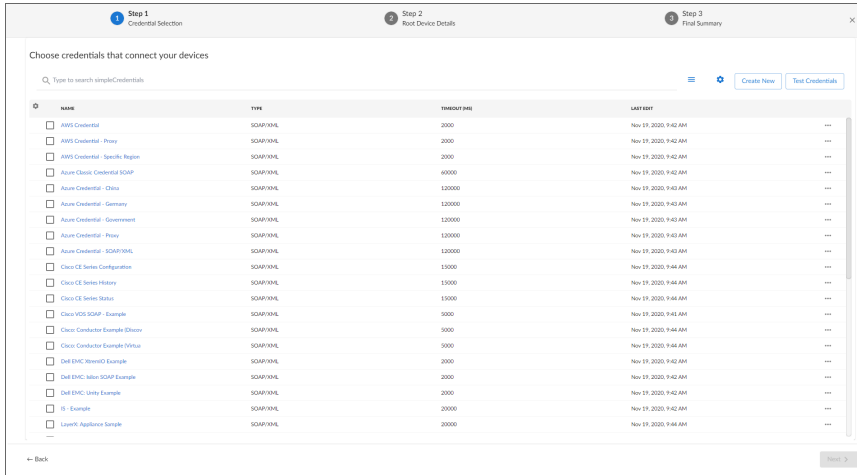 1 Step 1 2 Step 2 3 Step 3
Credential Selection Root Device Details Final Summary
Choose credentials that connect your devices
Type to search simpleCredentials Create New Test Credentials
NAME TYPE TIMEOUT (MS) LAST EDIT
AWS Credential SOAP/XML 2000 Nov 19, 2020, 9:42 AM
AWS Credential - Proxy SOAP/XML 2000 Nov 19, 2020, 9:42 AM
AWS Credential - Specific Region SOAP/XML 2000 Nov 19, 2020, 9:42 AM
Azure Classic Credential SOAP SOAP/XML 60000 Nov 19, 2020, 9:42 AM
Azure Credential - China SOAP/XML 120000 Nov 19, 2020, 9:43 AM
Azure Credential - Germany SOAP/XML 120000 Nov 19, 2020, 9:43 AM
Azure Credential - Government SOAP/XML 120000 Nov 19, 2020, 9:43 AM
Azure Credential - Proxy SOAP/XML 120000 Nov 19, 2020, 9:43 AM
Azure Credential - SOAP/XML SOAP/XML 120000 Nov 19, 2020, 9:43 AM
Cisco CE Series Configuration SOAP/XML 15000 Nov 19, 2020, 9:44 AM
Cisco CE Series History SOAP/XML 15000 Nov 19, 2020, 9:44 AM
Cisco CE Series Status SOAP/XML 15000 Nov 19, 2020, 9:44 AM
Cisco VOS SOAP - Example SOAP/XML 5000 Nov 19, 2020, 9:41 AM
Cisco: Conductor Example (Discov SOAP/XML 5000 Nov 19, 2020, 9:44 AM
Cisco: Conductor Example (Virtua SOAP/XML 5000 Nov 19, 2020, 9:44 AM
Dell EMC XtremIO Example SOAP/XML 2000 Nov 19, 2020, 9:42 AM
Dell EMC: Isilon SOAP Example SOAP/XML 2000 Nov 19, 2020, 9:42 AM
Dell EMC: Unity Example SOAP/XML 2000 Nov 19, 2020, 9:42 AM
IS - Example SOAP/XML 20000 Nov 19, 2020, 9:42 AM
LayerX: Appliance Sample SOAP/XML 20000 Nov 19, 2020, 9:44 AM
← Back Next >